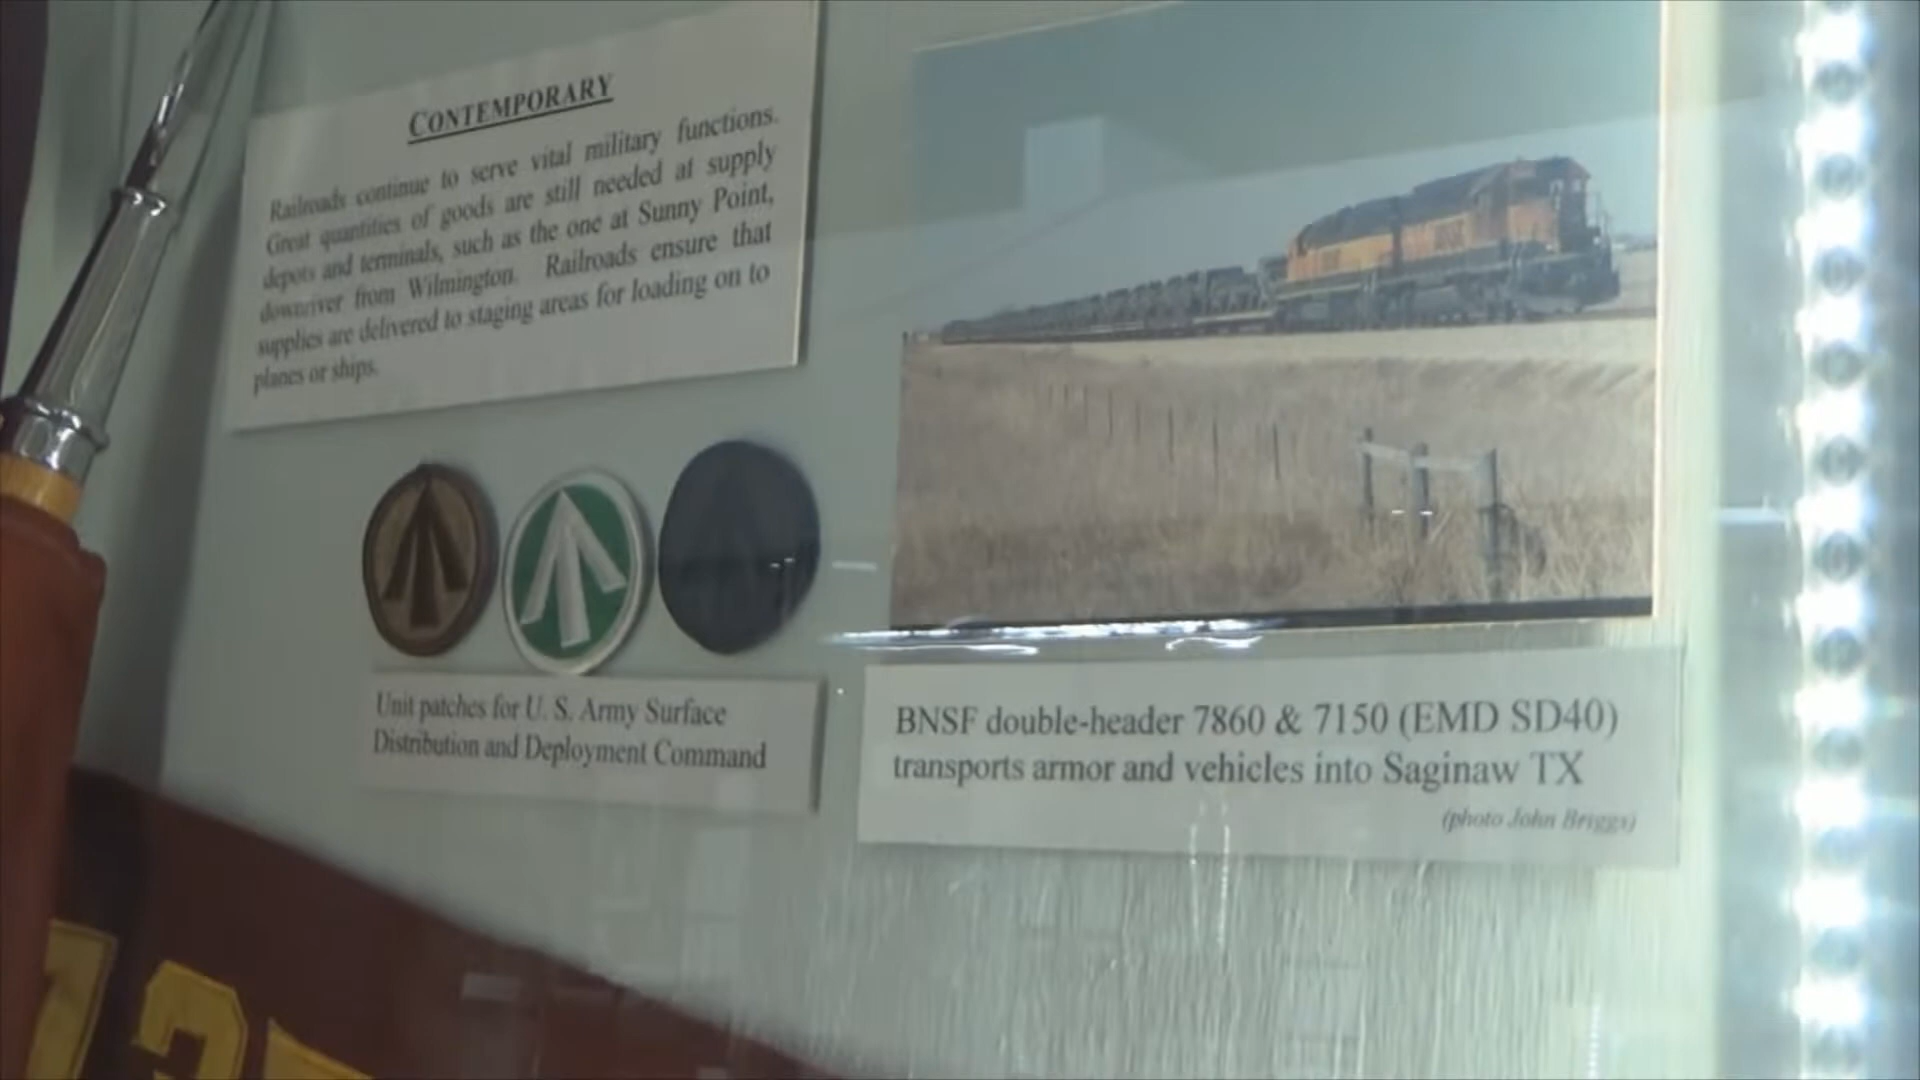 CONTEMPORARY
Railroads continue to serve vital military functions.
Great quantities of goods are still needed at supply
depots and terminals, such as the one at Sunny Point,
downriver from Wilmington. Railroads ensure that
supplies are delivered to staging areas for loading on to
planes or ships.
Unit patches for U. S. Army Surface
Distribution and Deployment Command
BNSF double-header 7860 & 7150 (EMD SD40)
transports armor and vehicles into Saginaw TX
(photo John Briggs)